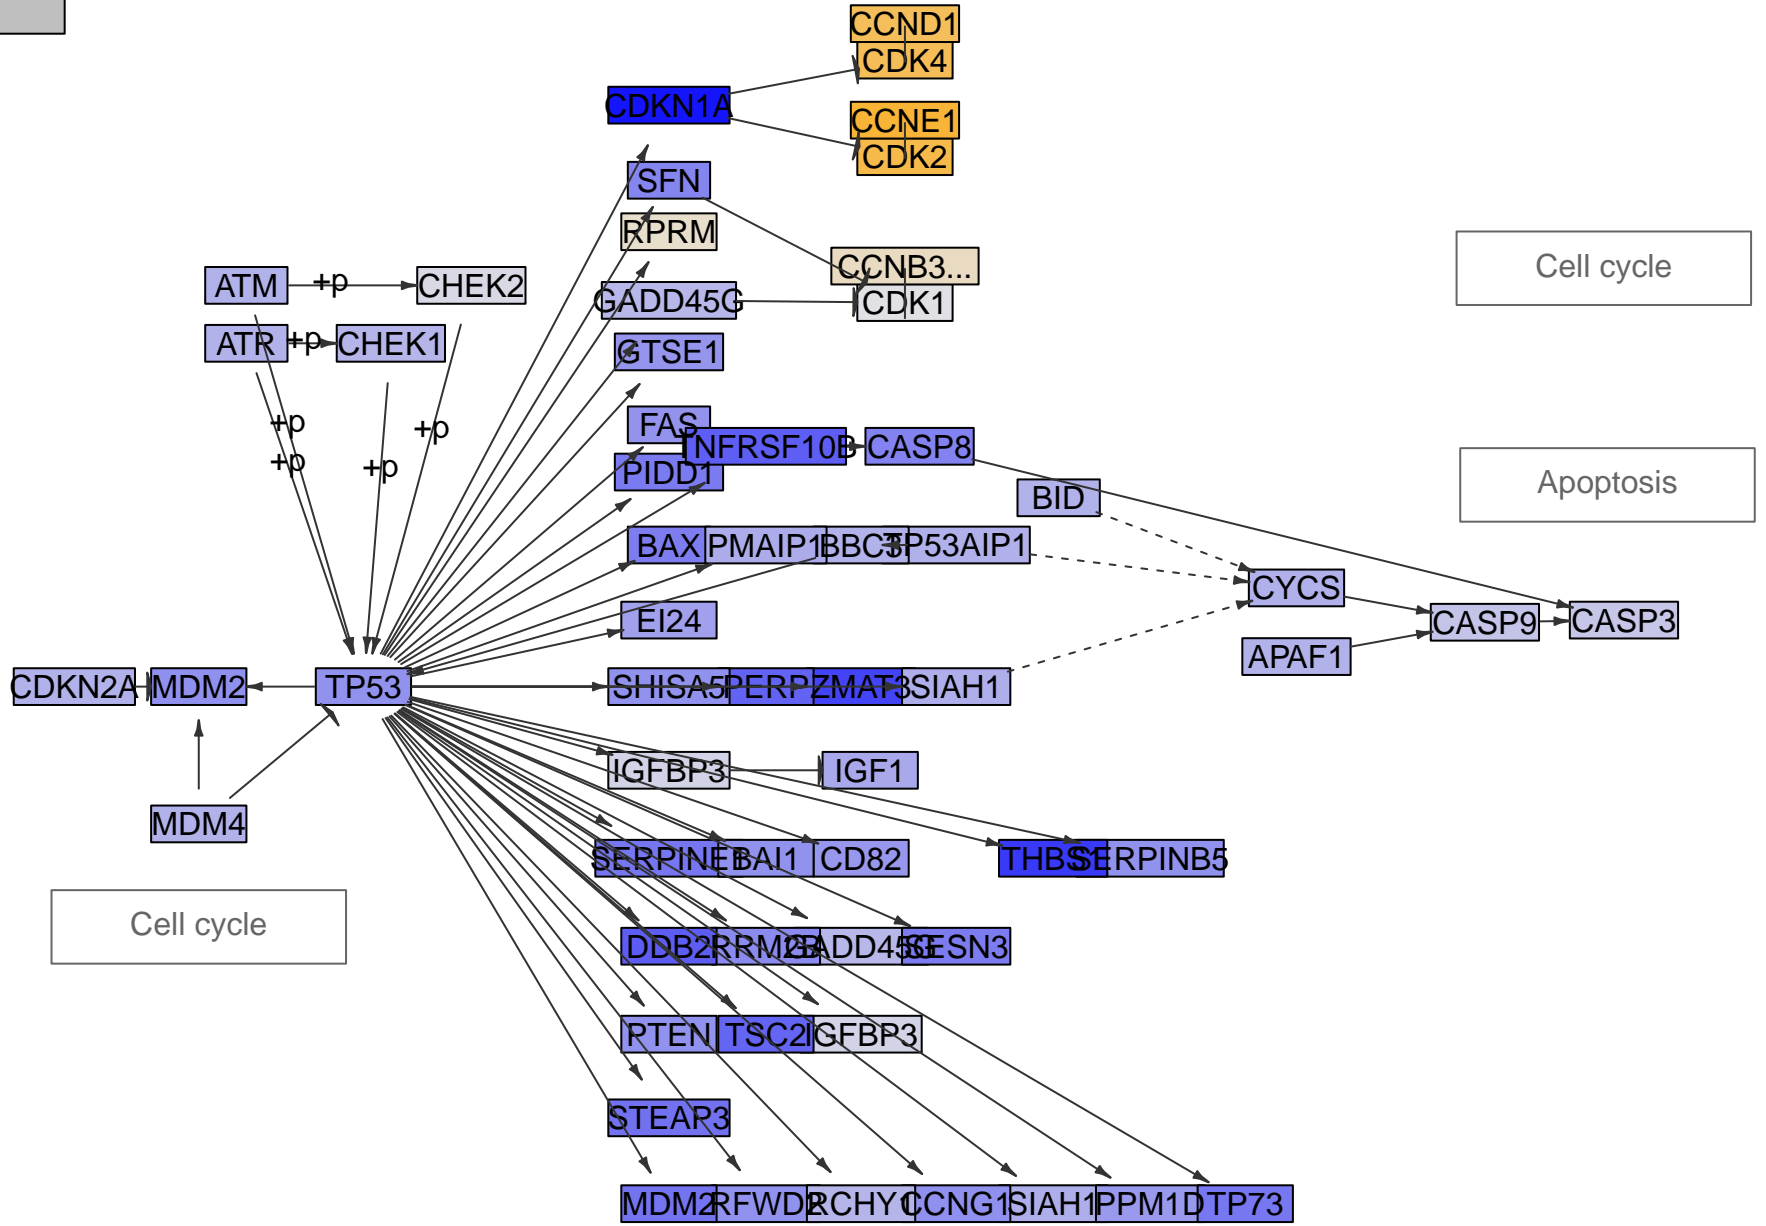 CCND1
CDK4
CDKN1A
CCNE1
CDK2
SFN
RPRM
CCNB3...
Cell cycle
ATM +p CHEK2
GADD45G CDK1
ATR +p CHEK1
GTSE1
+p +p
FAS TNFRSF10B CASP8
+p +p
PIDD1
Apoptosis
BID
BAX PMAIP1 BBC3 TP53AIP1
CYCS
EI24 CASP9 CASP3
APAF1
CDKN2A MDM2 TP53 SHISA5 PERP ZMAT3 SIAH1
IGFBP3 IGF1
MDM4
SERPINE1 BAI1 CD82 THBS1 SERPINB5
Cell cycle
DDB2 RRM2B GADD45G SESN3
PTEN TSC2 IGFBP3
STEAP3
MDM2 RFWD2 RCHY1 CCNG1 SIAH1 PPM1D TP73